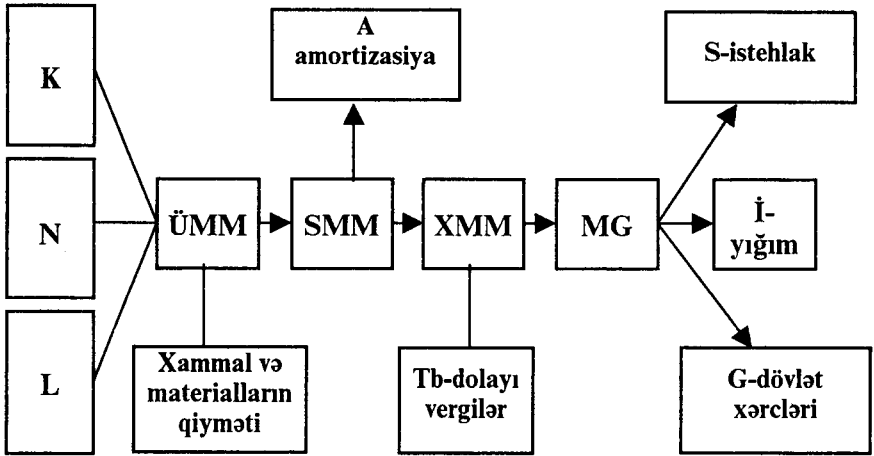 K
N
L
ÜMM
Xammal və
materialların
qiyməti
SMM
A
amortizasiya
XMM
Tb-dolayı
vergilər
MG
S-istehlak
İ-
yığım
G-dövlət
xərcləri